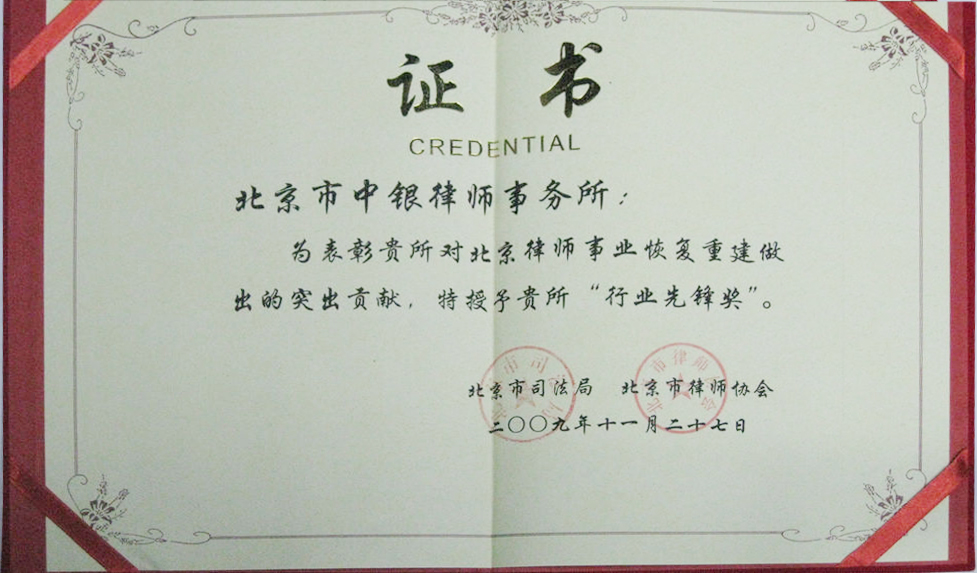 证 书
CREDENTIAL
北京市中银律师事务所：
为表彰贵所对北京律师事业恢复重建做
出的突出贡献，特授予贵所“行业先锋奖”。
北京市司法局 北京市律师协会
二〇〇九年十一月二十七日